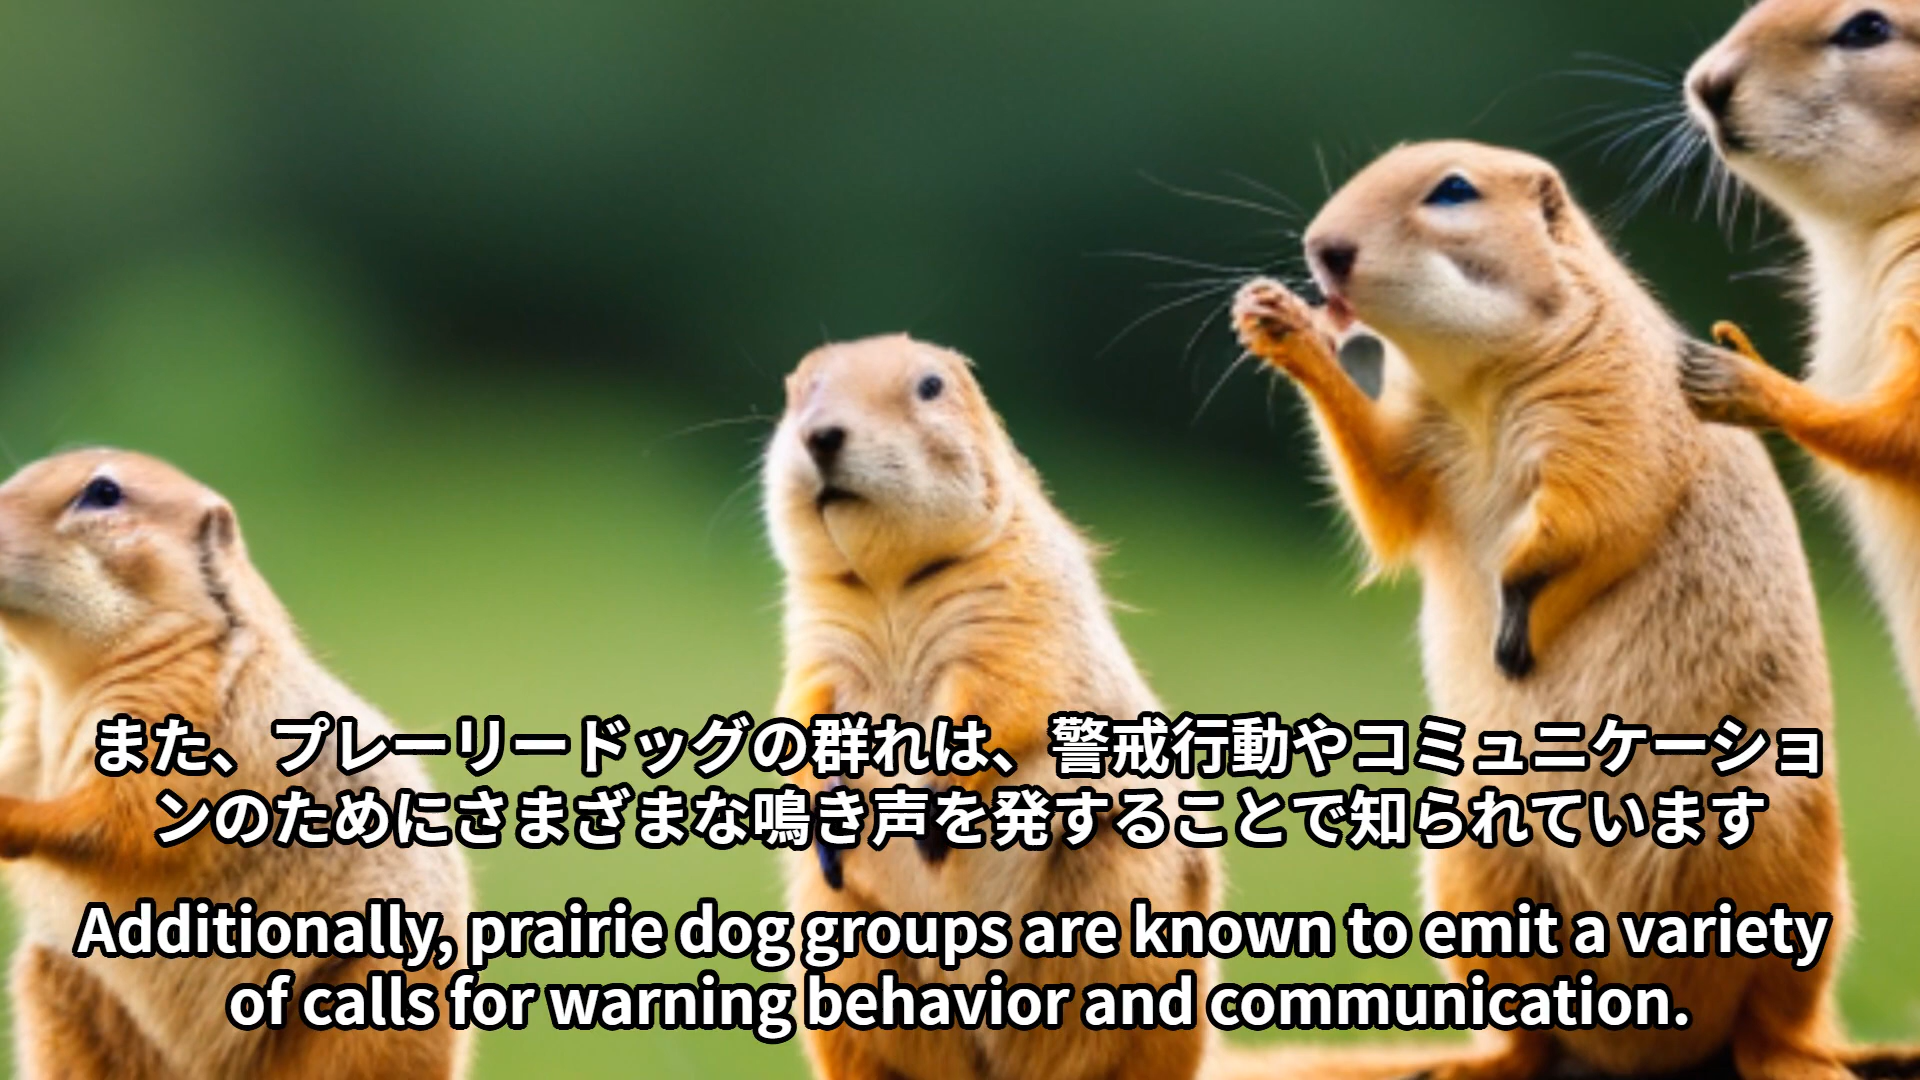 また、プレーリードッグの群れは、警戒行動やコミュニケーショ
ンのためにさまざまな鳴き声を発することで知られています
Additionally, prairie dog groups are known to emit a variety
of calls for warning behavior and communication.